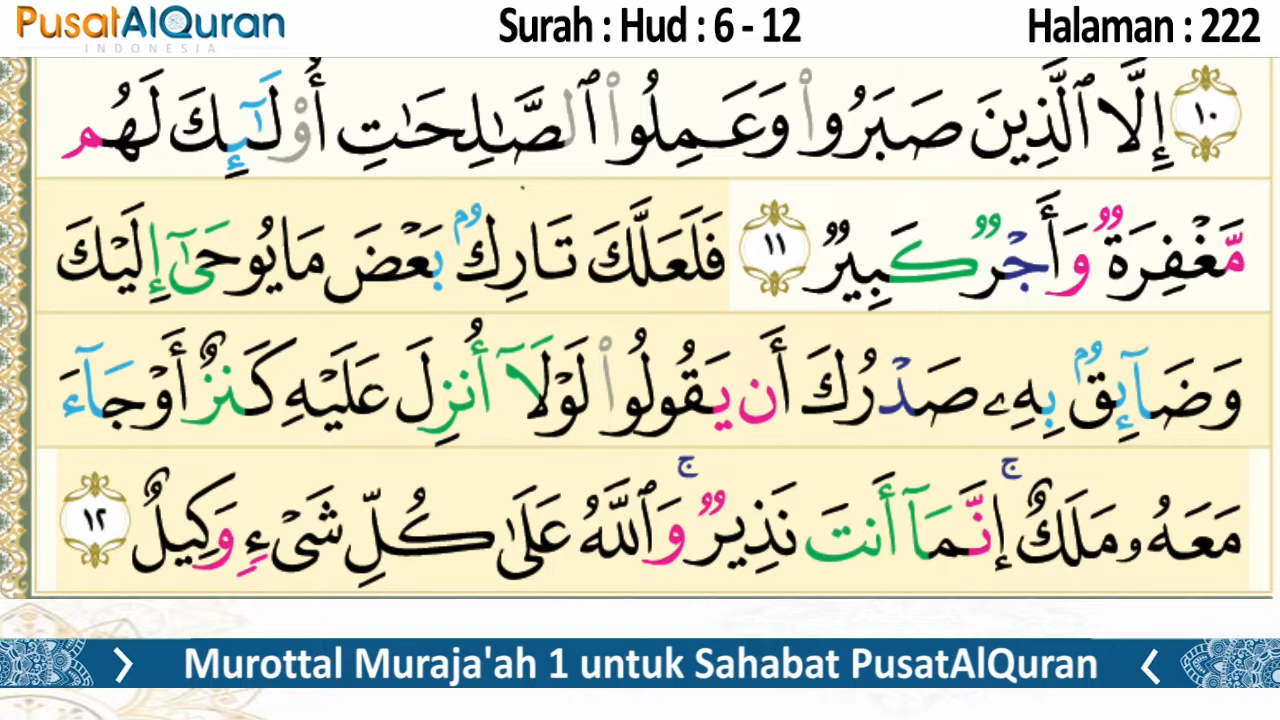 PusatAlQuran
INDONESIA
Surah : Hud : 6 - 12
Halaman : 222
١٠ إِلَّا ٱلَّذِينَ صَبَرُوا۟ وَعَمِلُوا۟ ٱلصَّـٰلِحَـٰتِ أُو۟لَـٰٓئِكَ لَهُم
مَّغْفِرَةٌ وَأَجْرٌ كَبِيرٌ ١١ فَلَعَلَّكَ تَارِكٌۢ بَعْضَ مَا يُوحَىٰٓ إِلَيْكَ
وَضَآئِقٌۢ بِهِۦ صَدْرُكَ أَن يَقُولُوا۟ لَوْلَآ أُنزِلَ عَلَيْهِ كَنزٌ أَوْ جَآءَ
مَعَهُۥ مَلَكٌ ۚ إِنَّمَآ أَنتَ نَذِيرٌ ۚ وَٱللَّهُ عَلَىٰ كُلِّ شَىْءٍ وَكِيلٌ ١٢
Murottal Muraja'ah 1 untuk Sahabat PusatAlQuran